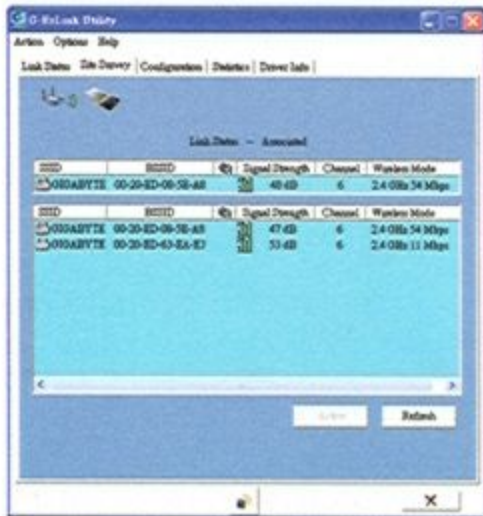 G-ExLink Utility
Action Options Help
Link Status Site Survey Configuration Statistics Driver Info
Link Status -- Associated
SSID BSSID Signal Strength Channel Wireless Mode
GIGABYTE 00-20-ED-08-5E-A8 48 dB 6 2.4 GHz 54 Mbps
SSID BSSID Signal Strength Channel Wireless Mode
GIGABYTE 00-20-ED-08-5E-A8 47 dB 6 2.4 GHz 54 Mbps
GIGABYTE 00-20-ED-63-EA-E3 53 dB 6 2.4 GHz 11 Mbps
Refresh